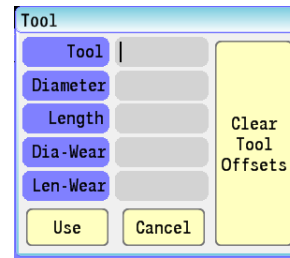 Tool
Tool
Diameter
Length
Dia-Wear
Len-Wear
Clear
Tool
Offsets
Use
Cancel